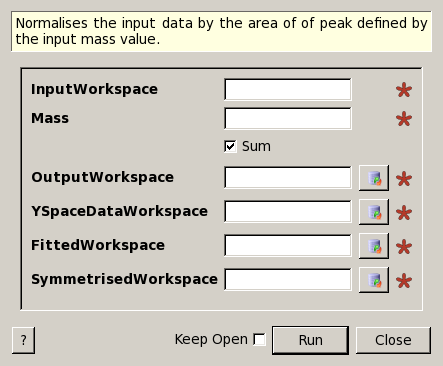 Normalises the input data by the area of of peak defined by
the input mass value.
InputWorkspace
Mass
Sum
OutputWorkspace
YSpaceDataWorkspace
FittedWorkspace
SymmetrisedWorkspace
? Keep Open Run Close